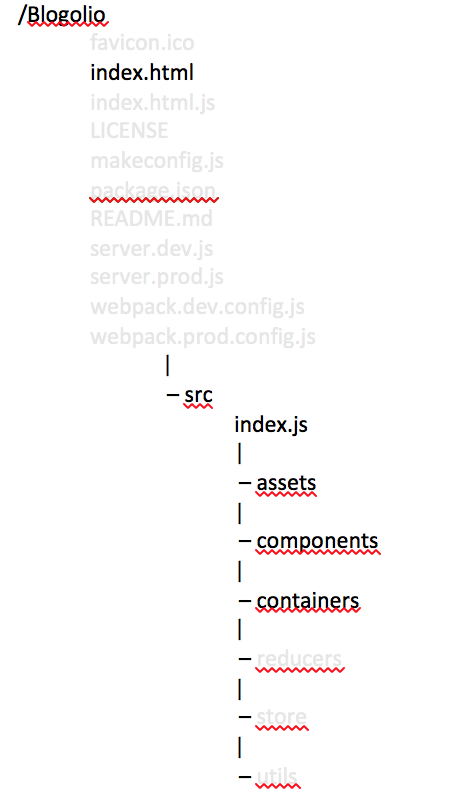 /Blogolio
favicon.ico
index.html
index.html.js
LICENSE
makeconfig.js
package.json
README.md
server.dev.js
server.prod.js
webpack.dev.config.js
webpack.prod.config.js
|
– src
index.js
|
– assets
|
– components
|
– containers
|
– reducers
|
– store
|
– utils